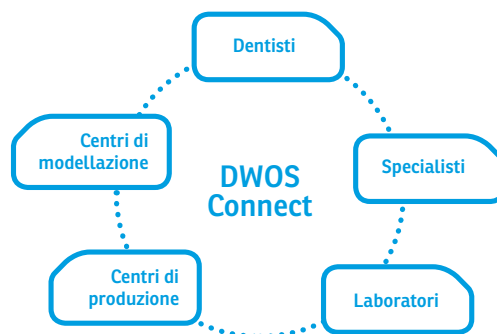 Dentisti
Centri di
modellazione
Specialisti
DWOS
Connect
Centri di
produzione
Laboratori